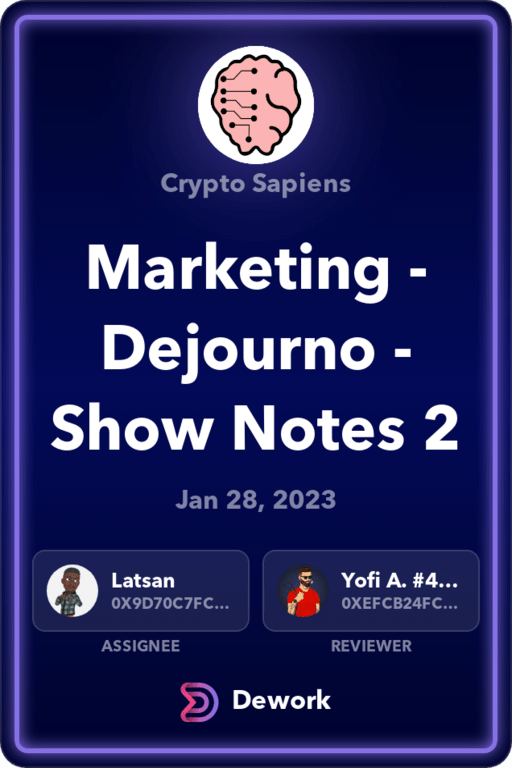 Crypto Sapiens
Marketing -
Dejourno -
Show Notes 2
Jan 28, 2023
Latsan
0X9D70C7FC...
ASSIGNEE
Yofi A. #4...
0XEFCB24FC...
REVIEWER
Dework